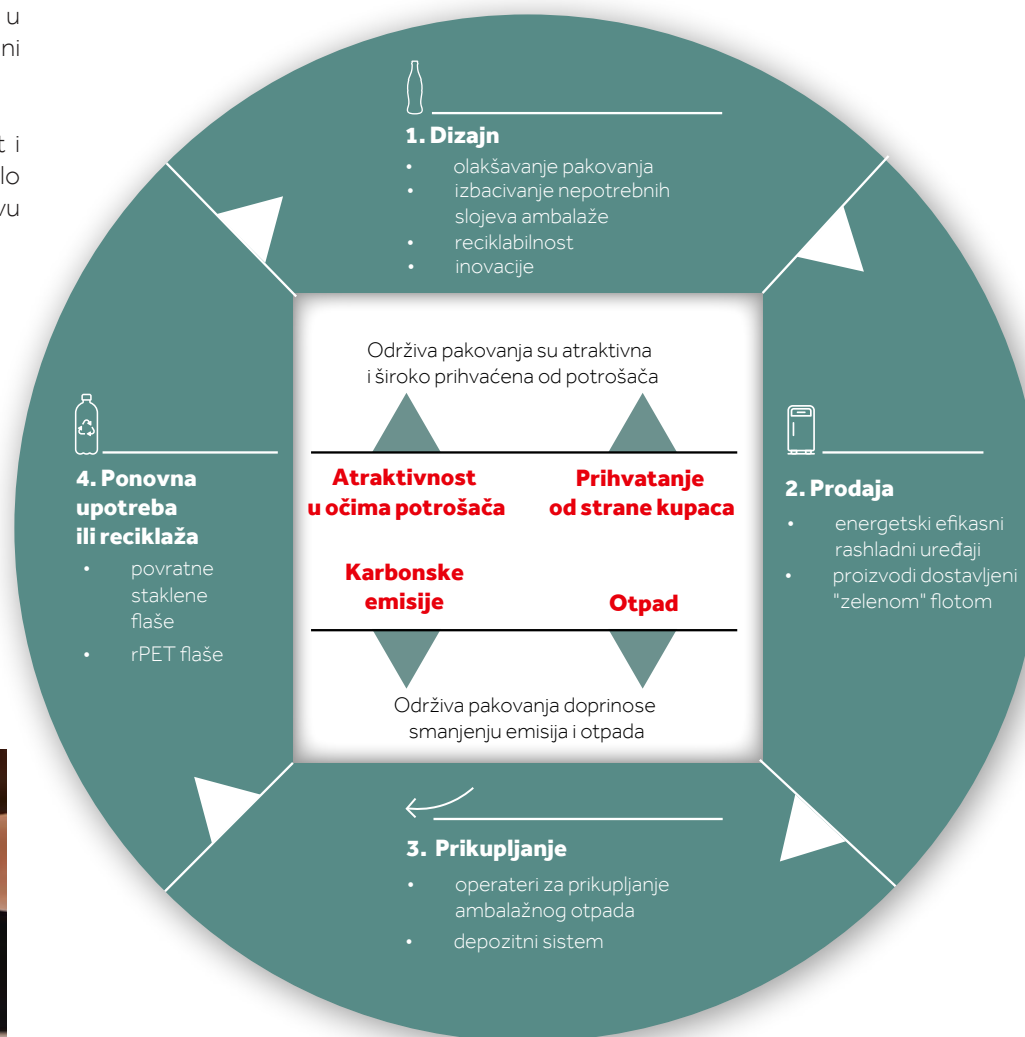 u
ni
t i
lo
vu
1. Dizajn
• olakšavanje pakovanja
• izbacivanje nepotrebnih
slojeva ambalaže
• reciklabilnost
• inovacije
Održiva pakovanja su atraktivna
i široko prihvaćena od potrošača
Atraktivnost
u očima potrošača
Prihvatanje
od strane kupaca
Karbonske
emisije
Otpad
Održiva pakovanja doprinose
smanjenju emisija i otpada
2. Prodaja
• energetski efikasni
rashladni uređaji
• proizvodi dostavljeni
"zelenom" flotom
3. Prikupljanje
• operateri za prikupljanje
ambalažnog otpada
• depozitni sistem
4. Ponovna
upotreba
ili reciklaža
• povratne
staklene
flaše
• rPET flaše